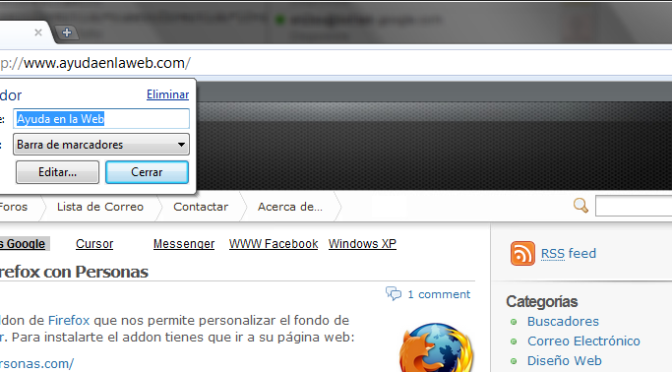 p://www.ayudaenlaweb.com/
dor
Eliminar
e:
Ayuda en la Web
:
Barra de marcadores
Editar...
Cerrar
Foros
Lista de Correo
Contactar
Acerca de...
s Google
Cursor
Messenger
WWW Facebook
Windows XP
RSS feed
refox con Personas
1 comment
Categorias
ddon de Firefox que nos permite personalizar el fondo de
r. Para instalarte el addon tienes que ir a su página web:
ersonas.com/
Buscadores
Correo Electrónico
Diseño Web